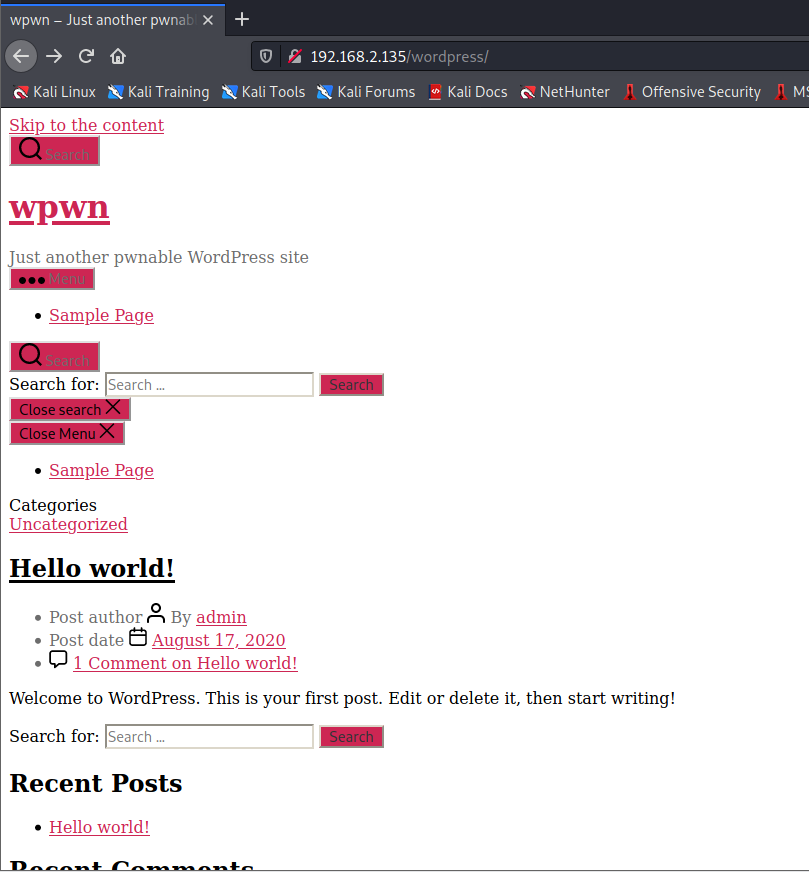 wpwn – Just another pwnab
192.168.2.135/wordpress/
Kali Linux Kali Training Kali Tools Kali Forums Kali Docs NetHunter Offensive Security MS
Skip to the content
Search
wpwn
Just another pwnable WordPress site
Menu
Sample Page
Search
Search for: Search ... Search
Close search
Close Menu
Sample Page
Categories
Uncategorized
Hello world!
Post author By admin
Post date August 17, 2020
1 Comment on Hello world!
Welcome to WordPress. This is your first post. Edit or delete it, then start writing!
Search for: Search ... Search
Recent Posts
Hello world!
Recent Comments